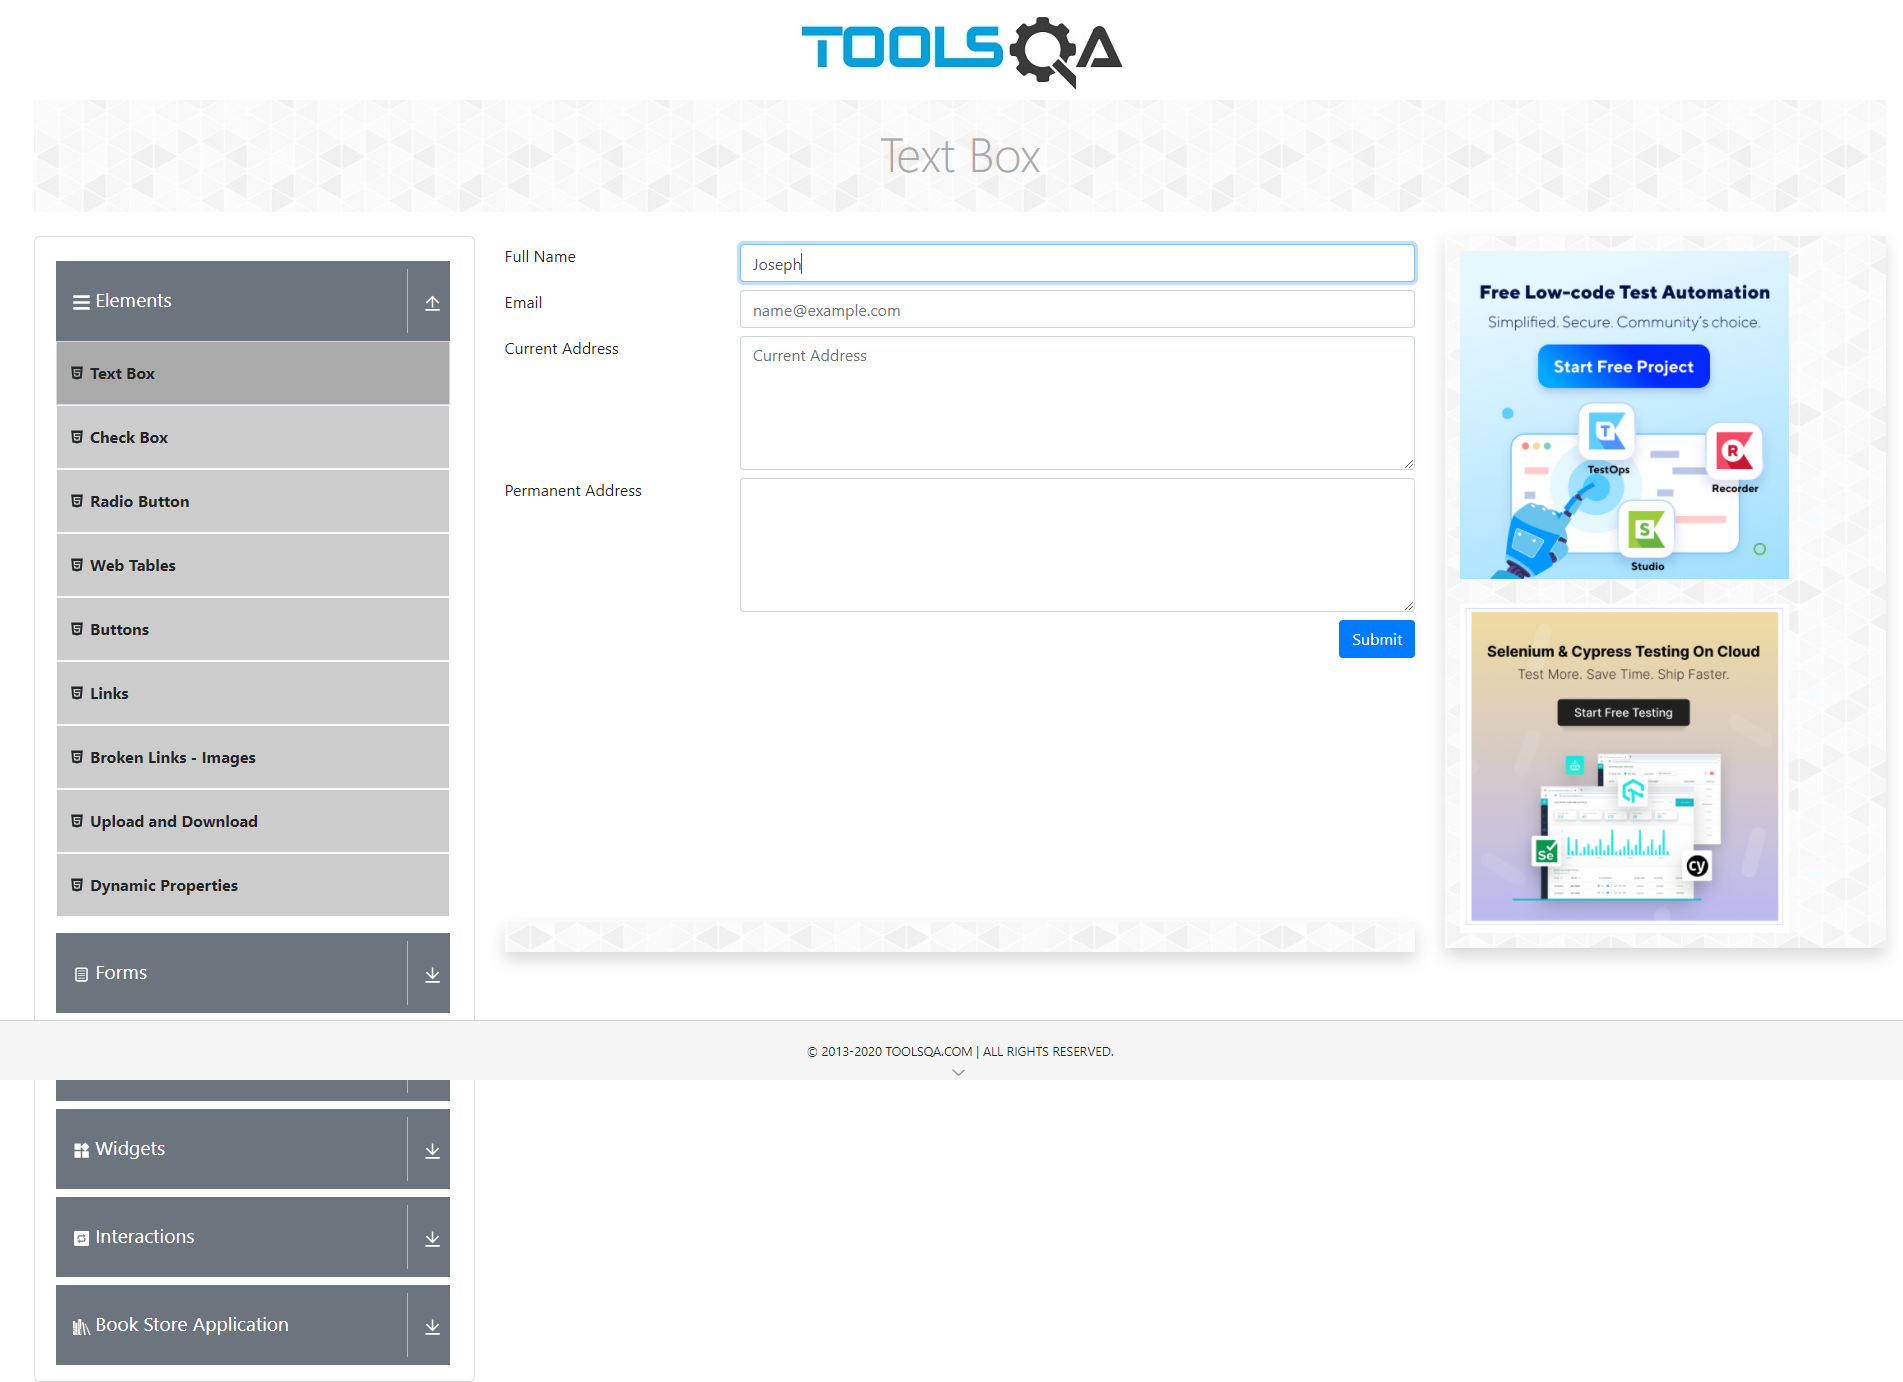 TOOLSQA
Text Box
Elements
Text Box
Check Box
Radio Button
Web Tables
Buttons
Links
Broken Links - Images
Upload and Download
Dynamic Properties
Forms
Widgets
Interactions
Book Store Application
Full Name
Joseph
Email
name@example.com
Current Address
Current Address
Permanent Address
Submit
Free Low-code Test Automation
Simplified. Secure. Community's choice.
Start Free Project
T
TestOps
R
Recorder
S
Studio
Selenium & Cypress Testing On Cloud
Test More. Save Time. Ship Faster.
Start Free Testing
Se
cy
© 2013-2020 TOOLSQA.COM | ALL RIGHTS RESERVED.